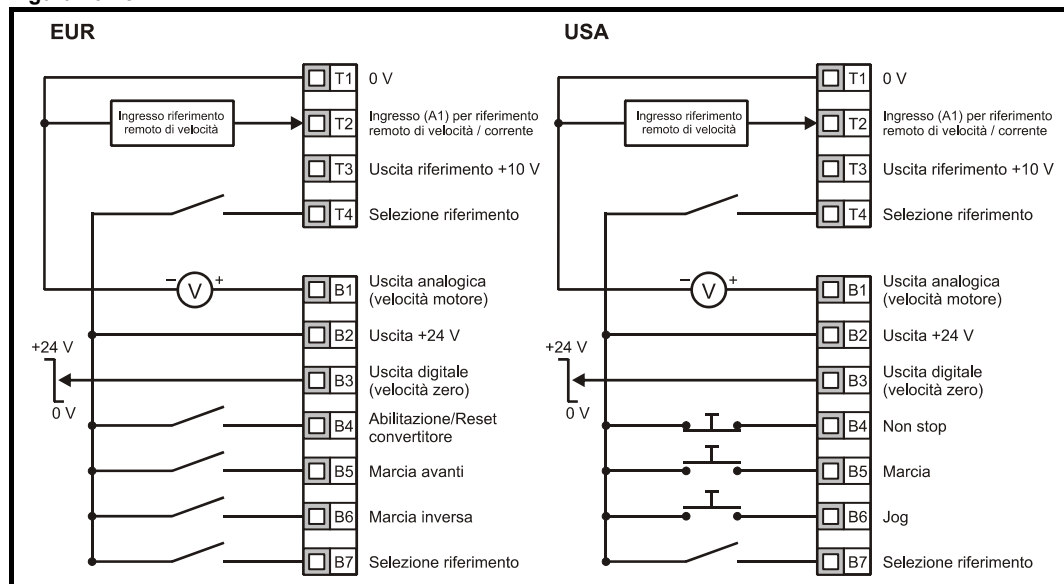 EUR
T1 0 V
Ingresso riferimento
remoto di velocità
T2 Ingresso (A1) per riferimento
remoto di velocità / corrente
T3 Uscita riferimento +10 V
T4 Selezione riferimento
− V +
B1 Uscita analogica
(velocità motore)
B2 Uscita +24 V
+24 V
0 V
B3 Uscita digitale
(velocità zero)
B4 Abilitazione/Reset
convertitore
B5 Marcia avanti
B6 Marcia inversa
B7 Selezione riferimento
USA
T1 0 V
Ingresso riferimento
remoto di velocità
T2 Ingresso (A1) per riferimento
remoto di velocità / corrente
T3 Uscita riferimento +10 V
T4 Selezione riferimento
− V +
B1 Uscita analogica
(velocità motore)
B2 Uscita +24 V
+24 V
0 V
B3 Uscita digitale
(velocità zero)
B4 Non stop
B5 Marcia
B6 Jog
B7 Selezione riferimento